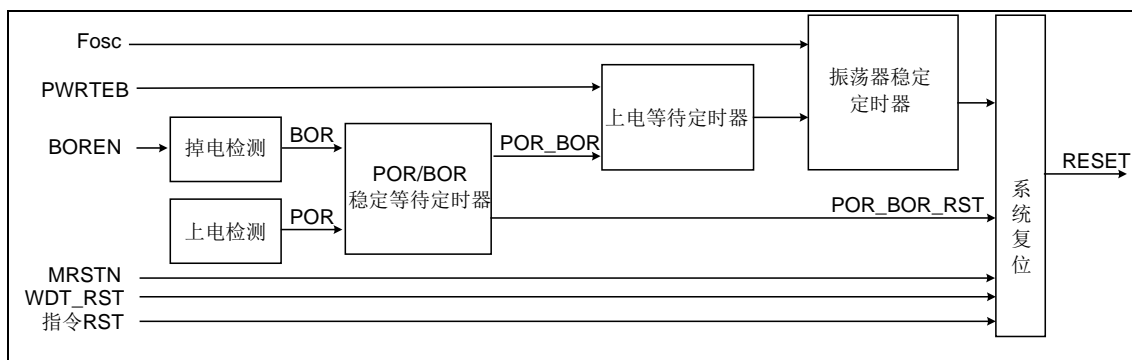 Fosc
PWRTEB
BOREN
掉电检测
BOR
上电检测
POR
POR/BOR
稳定等待定时器
POR_BOR
上电等待定时器
振荡器稳定
定时器
POR_BOR_RST
MRSTN
WDT_RST
指令RST
系统复位
RESET